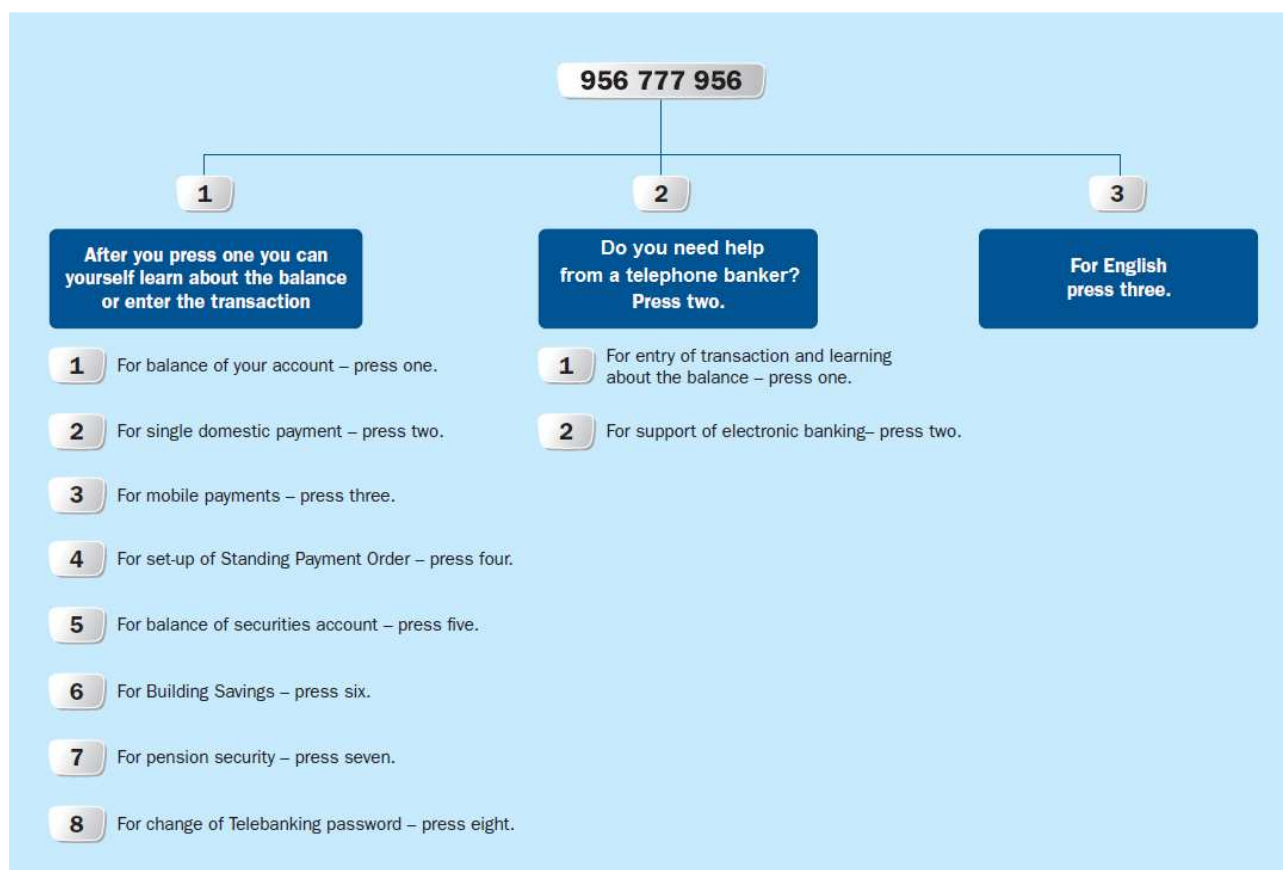 956 777 956
1
After you press one you can
yourself learn about the balance
or enter the transaction
1 For balance of your account – press one.
2 For single domestic payment – press two.
3 For mobile payments – press three.
4 For set-up of Standing Payment Order – press four.
5 For balance of securities account – press five.
6 For Building Savings – press six.
7 For pension security – press seven.
8 For change of Telebanking password – press eight.
2
Do you need help
from a telephone banker?
Press two.
1 For entry of transaction and learning
about the balance – press one.
2 For support of electronic banking– press two.
3
For English
press three.